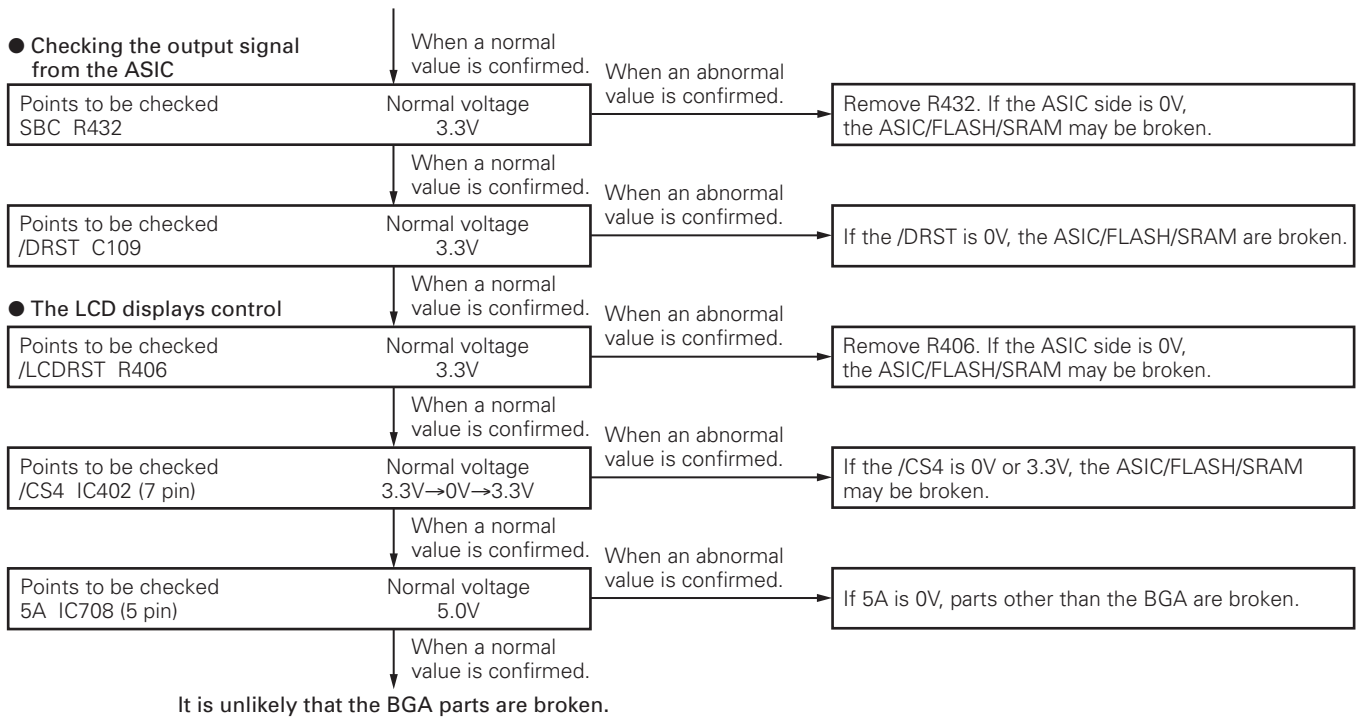 ● Checking the output signal
from the ASIC
When a normal
value is confirmed.
When an abnormal
value is confirmed.
Points to be checked
Normal voltage
SBC R432
3.3V
Remove R432. If the ASIC side is 0V,
the ASIC/FLASH/SRAM may be broken.
When a normal
value is confirmed.
When an abnormal
value is confirmed.
Points to be checked
Normal voltage
/DRST C109
3.3V
If the /DRST is 0V, the ASIC/FLASH/SRAM are broken.
When a normal
value is confirmed.
● The LCD displays control
When an abnormal
value is confirmed.
Points to be checked
Normal voltage
/LCDRST R406
3.3V
Remove R406. If the ASIC side is 0V,
the ASIC/FLASH/SRAM may be broken.
When a normal
value is confirmed.
When an abnormal
value is confirmed.
Points to be checked
Normal voltage
/CS4 IC402 (7 pin)
3.3V→0V→3.3V
If the /CS4 is 0V or 3.3V, the ASIC/FLASH/SRAM
may be broken.
When a normal
value is confirmed.
When an abnormal
value is confirmed.
Points to be checked
Normal voltage
5A IC708 (5 pin)
5.0V
If 5A is 0V, parts other than the BGA are broken.
When a normal
value is confirmed.
It is unlikely that the BGA parts are broken.